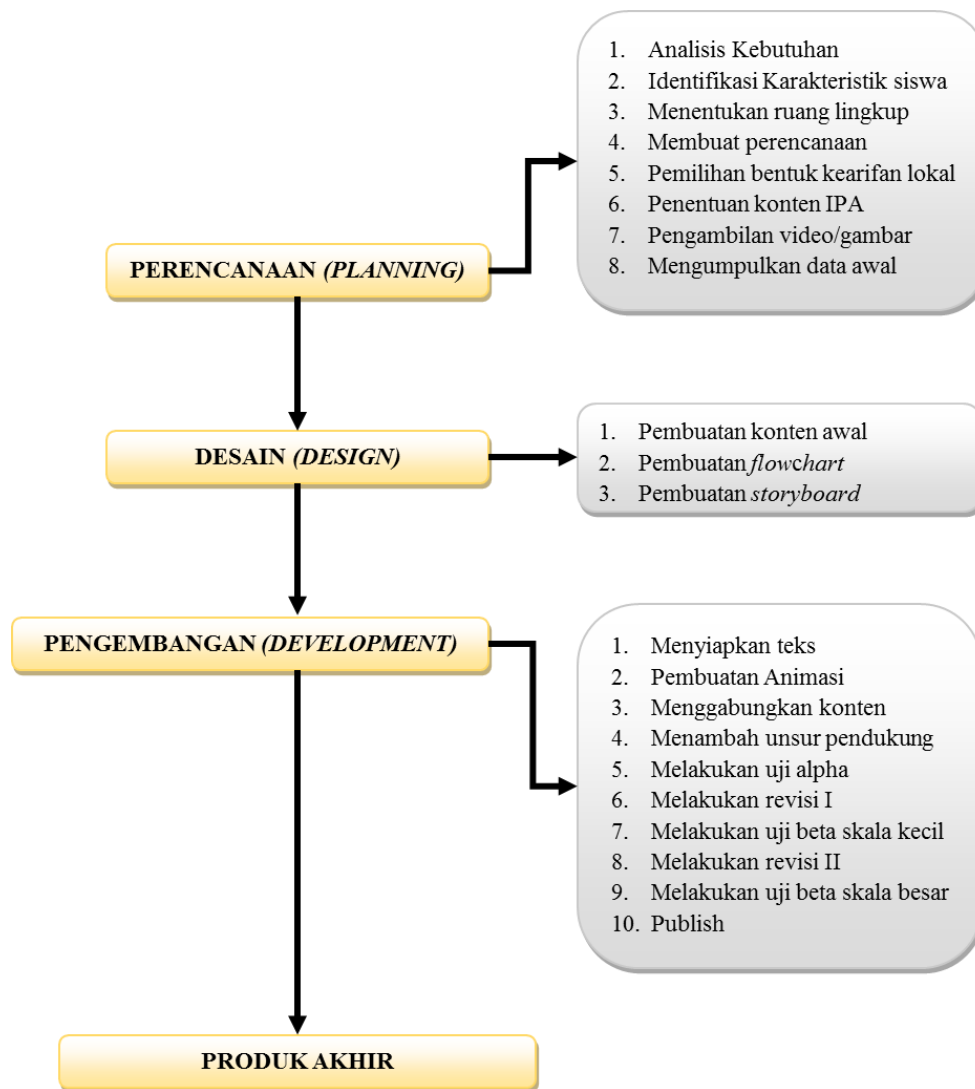 PERENCANAAN (PLANNING)
1. Analisis Kebutuhan
2. Identifikasi Karakteristik siswa
3. Menentukan ruang lingkup
4. Membuat perencanaan
5. Pemilihan bentuk kearifan lokal
6. Penentuan konten IPA
7. Pengambilan video/gambar
8. Mengumpulkan data awal
DESAIN (DESIGN)
1. Pembuatan konten awal
2. Pembuatan flowchart
3. Pembuatan storyboard
PENGEMBANGAN (DEVELOPMENT)
1. Menyiapkan teks
2. Pembuatan Animasi
3. Menggabungkan konten
4. Menambah unsur pendukung
5. Melakukan uji alpha
6. Melakukan revisi I
7. Melakukan uji beta skala kecil
8. Melakukan revisi II
9. Melakukan uji beta skala besar
10. Publish
PRODUK AKHIR